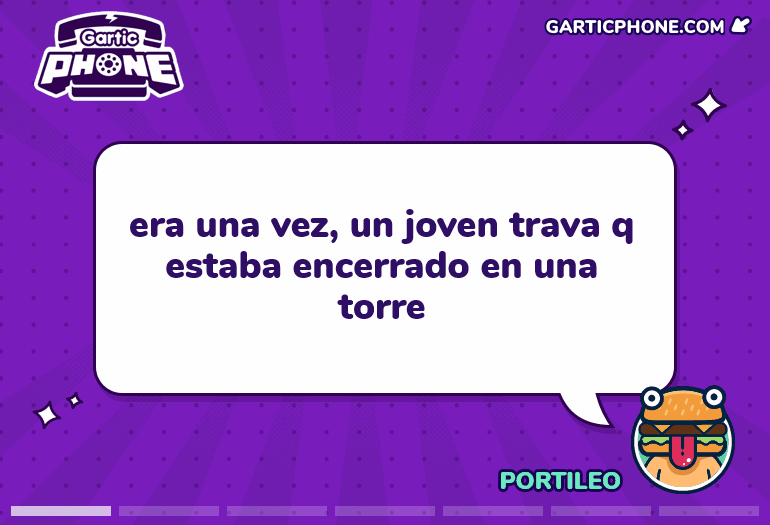 Gartic
PHONE
GARTICPHONE.COM
era una vez, un joven trava q
estaba encerrado en una
torre
PORTILEO